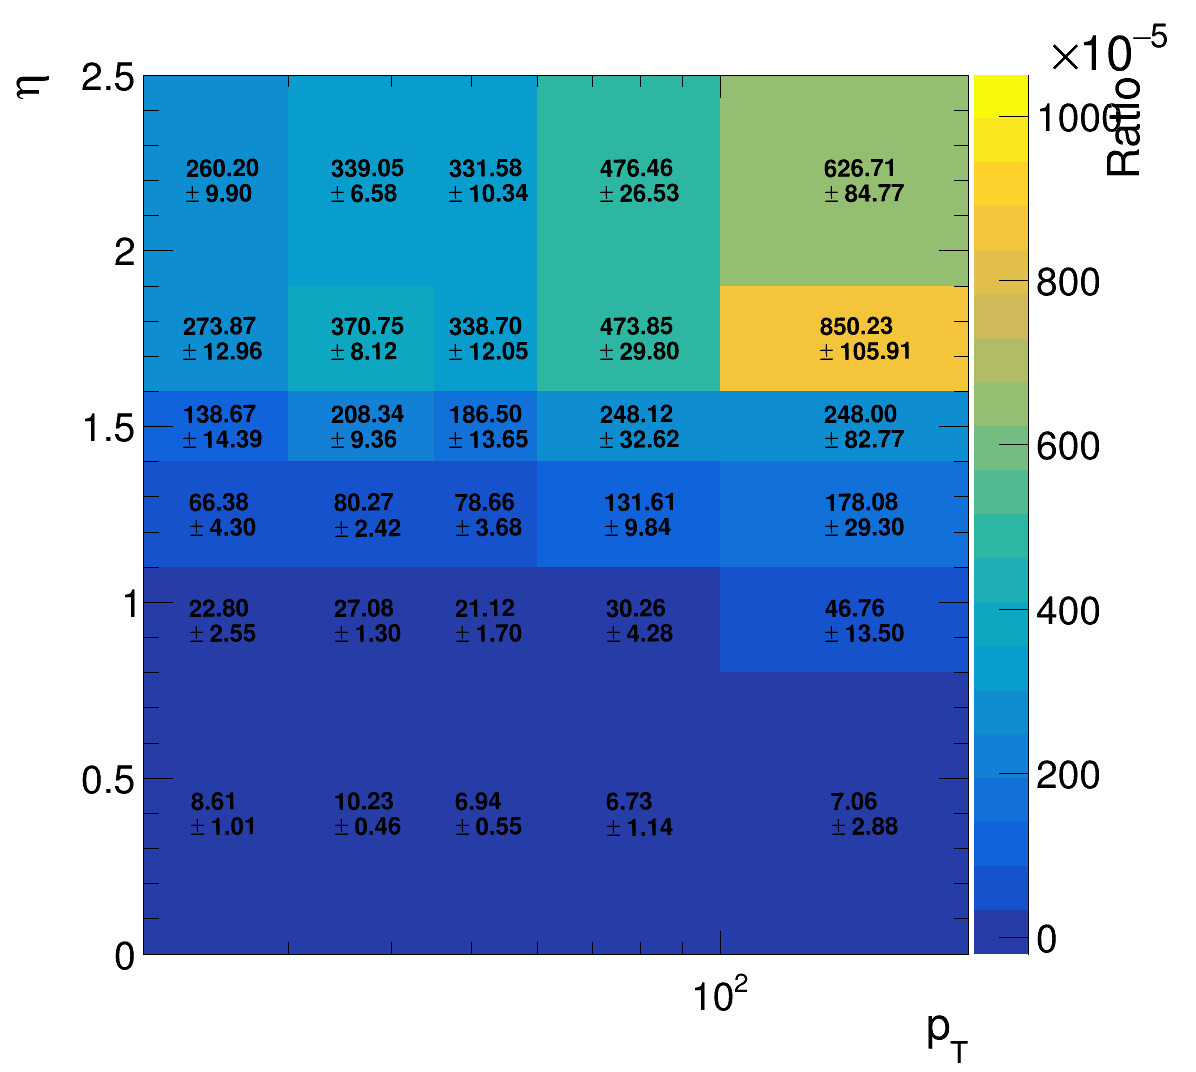 ×10⁻⁵
η
2.5
2
1.5
1
0.5
0
260.20 339.05 331.58 476.46 626.71
± 9.90 ± 6.58 ± 10.34 ± 26.53 ± 84.77
273.87 370.75 338.70 473.85 850.23
± 12.96 ± 8.12 ± 12.05 ± 29.80 ± 105.91
138.67 208.34 186.50 248.12 248.00
± 14.39 ± 9.36 ± 13.65 ± 32.62 ± 82.77
66.38 80.27 78.66 131.61 178.08
± 4.30 ± 2.42 ± 3.68 ± 9.84 ± 29.30
22.80 27.08 21.12 30.26 46.76
± 2.55 ± 1.30 ± 1.70 ± 4.28 ± 13.50
8.61 10.23 6.94 6.73 7.06
± 1.01 ± 0.46 ± 0.55 ± 1.14 ± 2.88
10²
p_T
Ratio
1000
800
600
400
200
0